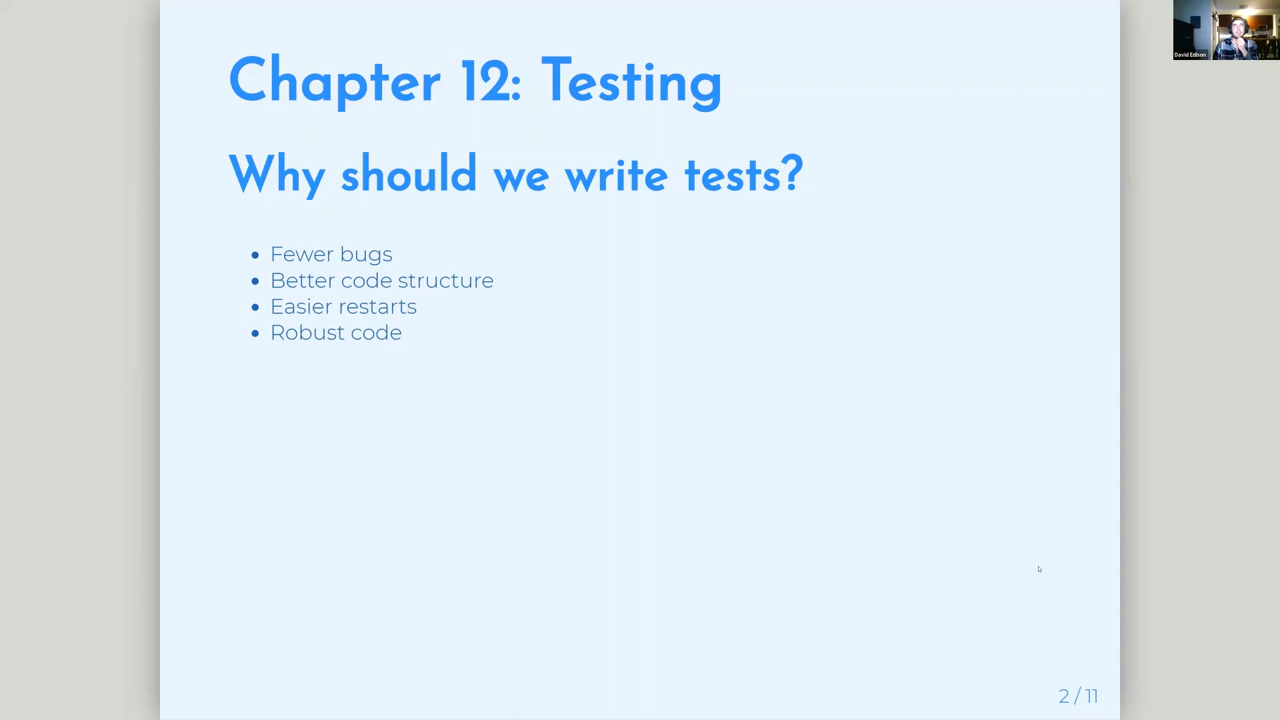 Chapter 12: Testing
Why should we write tests?
Fewer bugs
Better code structure
Easier restarts
Robust code
2 / 11
David Edison